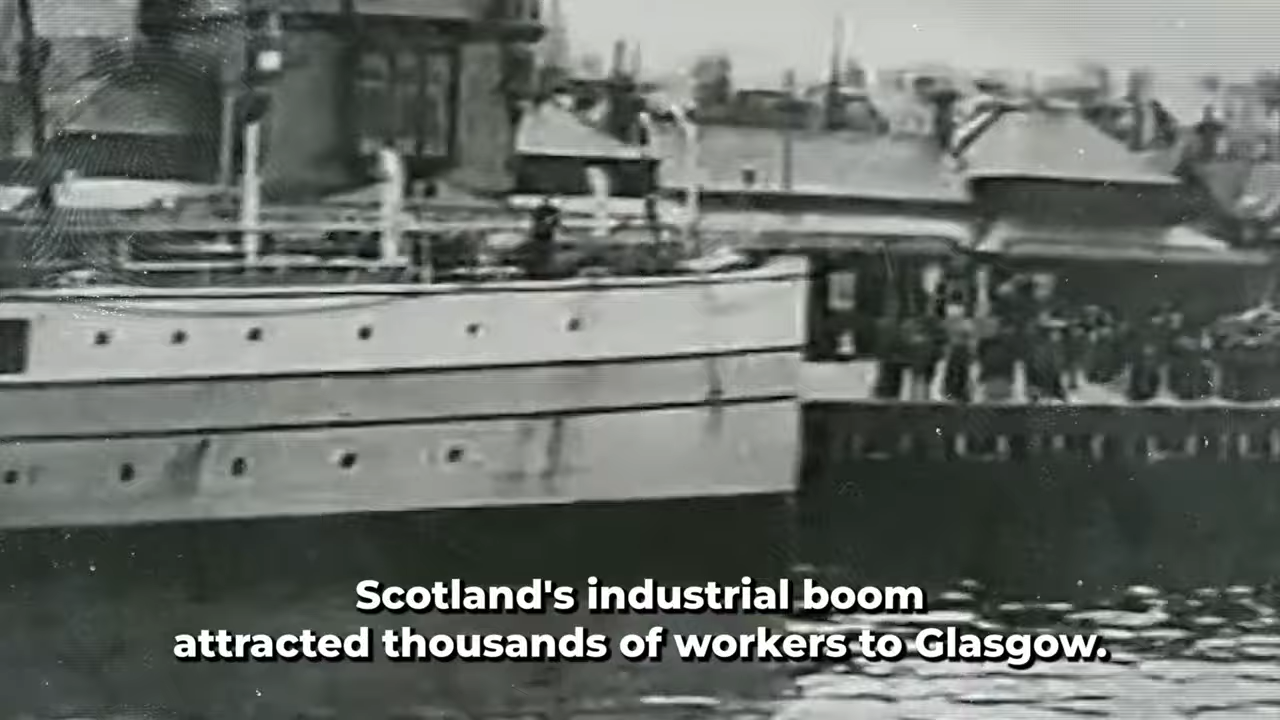 Scotland's industrial boom
attracted thousands of workers to Glasgow.